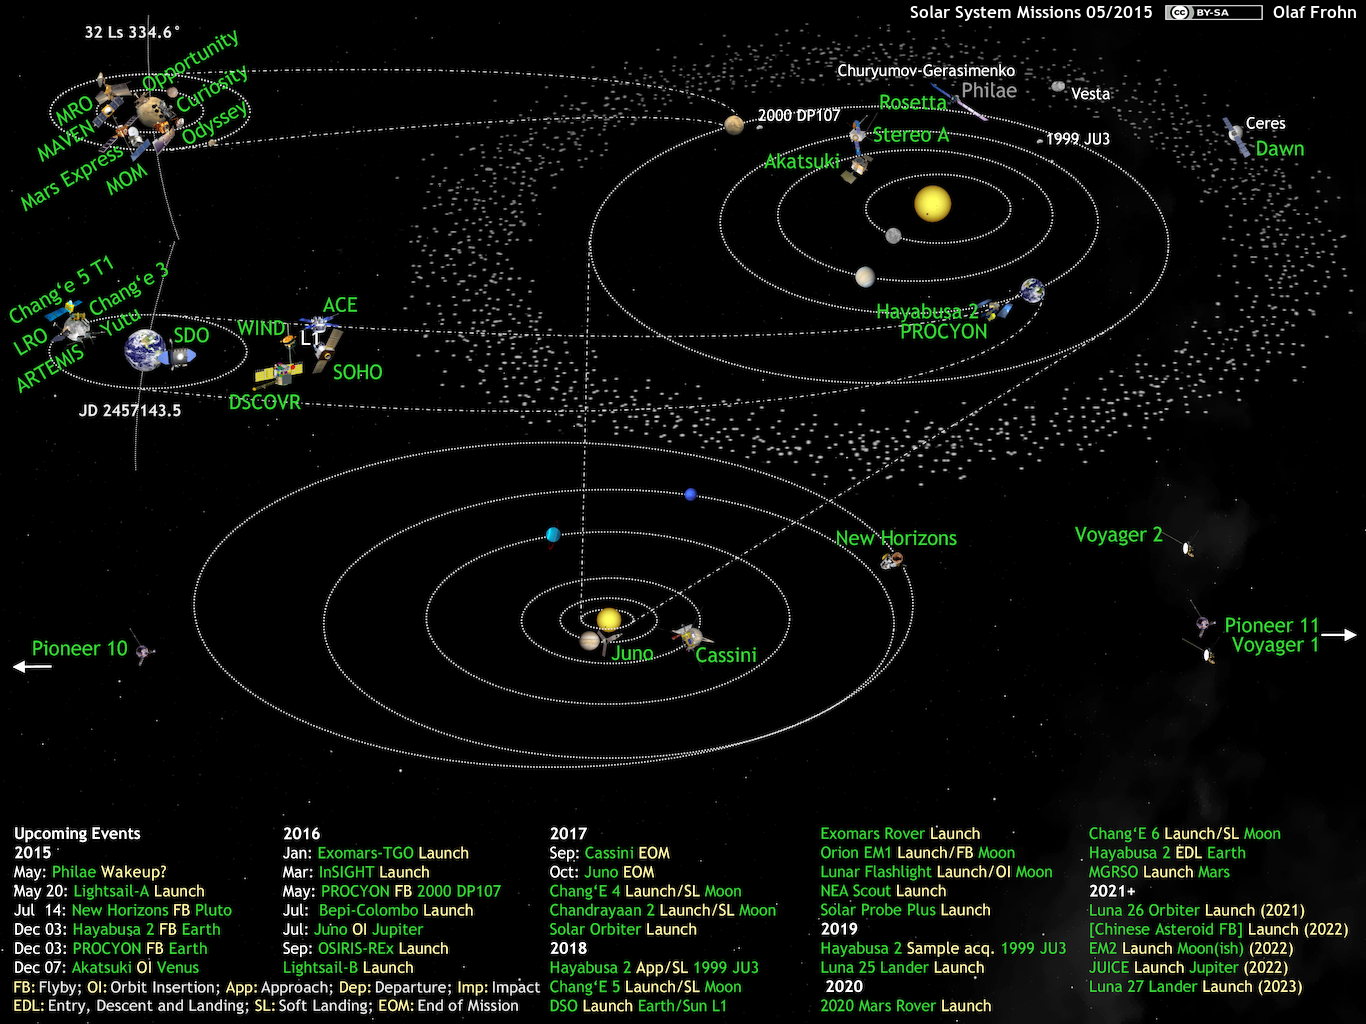 Solar System Missions 05/2015 cc BY-SA Olaf Frohn
32 Ls 334.6°
Opportunity
Curiosity
Odyssey
MRO
MAVEN
Mars Express
MOM
Churyumov-Gerasimenko
Philae
Rosetta
Vesta
2000 DP107
Stereo A
1999 JU3
Ceres
Dawn
Akatsuki
Chang'e 5 T1
Chang'e 3
Yutu
LRO
ARTEMIS
SDO
WIND
ACE
L1
SOHO
DSCOVR
Hayabusa 2
PROCYON
JD 2457143.5
New Horizons
Voyager 2
Pioneer 10
Pioneer 11
Voyager 1
Juno
Cassini
Upcoming Events
2015
May: Philae Wakeup?
May 20: Lightsail-A Launch
Jul 14: New Horizons FB Pluto
Dec 03: Hayabusa 2 FB Earth
Dec 03: PROCYON FB Earth
Dec 07: Akatsuki OI Venus
FB: Flyby; OI: Orbit Insertion; App: Approach; Dep: Departure; Imp: Impact
EDL: Entry, Descent and Landing; SL: Soft Landing; EOM: End of Mission
2016
Jan: Exomars-TGO Launch
Mar: InSIGHT Launch
May: PROCYON FB 2000 DP107
Jul: Bepi-Colombo Launch
Jul: Juno OI Jupiter
Sep: OSIRIS-REx Launch
Lightsail-B Launch
2017
Sep: Cassini EOM
Oct: Juno EOM
Chang'E 4 Launch/SL Moon
Chandrayaan 2 Launch/SL Moon
Solar Orbiter Launch
2018
Hayabusa 2 App/SL 1999 JU3
Chang'E 5 Launch/SL Moon
DSO Launch Earth/Sun L1
Exomars Rover Launch
Orion EM1 Launch/FB Moon
Lunar Flashlight Launch/OI Moon
NEA Scout Launch
Solar Probe Plus Launch
2019
Hayabusa 2 Sample acq. 1999 JU3
Luna 25 Lander Launch
2020
2020 Mars Rover Launch
Chang'E 6 Launch/SL Moon
Hayabusa 2 EDL Earth
MGRSO Launch Mars
2021+
Luna 26 Orbiter Launch (2021)
[Chinese Asteroid FB] Launch (2022)
EM2 Launch Moon(ish) (2022)
JUICE Launch Jupiter (2022)
Luna 27 Lander Launch (2023)